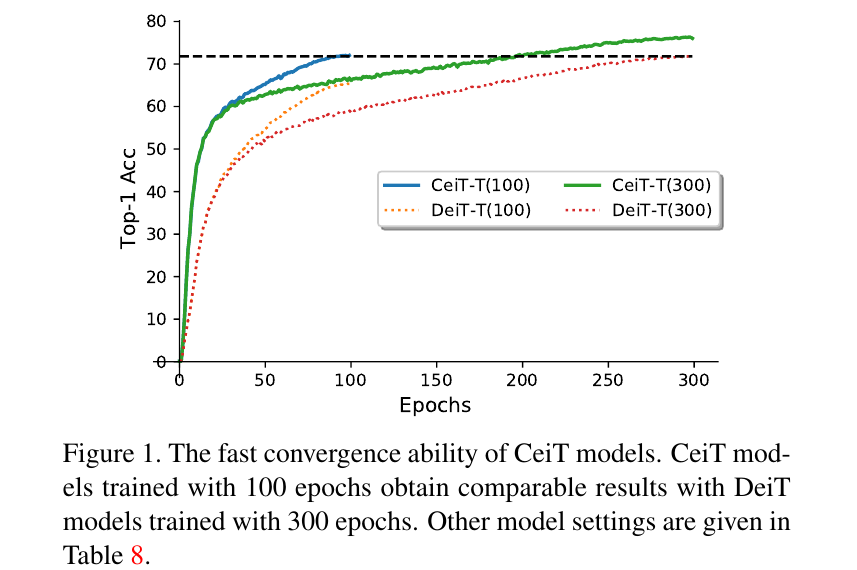 80
70
60
50
40
30
20
10
0
Top-1 Acc
CeiT-T(100)
CeiT-T(300)
DeiT-T(100)
DeiT-T(300)
0 50 100 150 200 250 300
Epochs
Figure 1. The fast convergence ability of CeiT models. CeiT mod-
els trained with 100 epochs obtain comparable results with DeiT
models trained with 300 epochs. Other model settings are given in
Table 8.